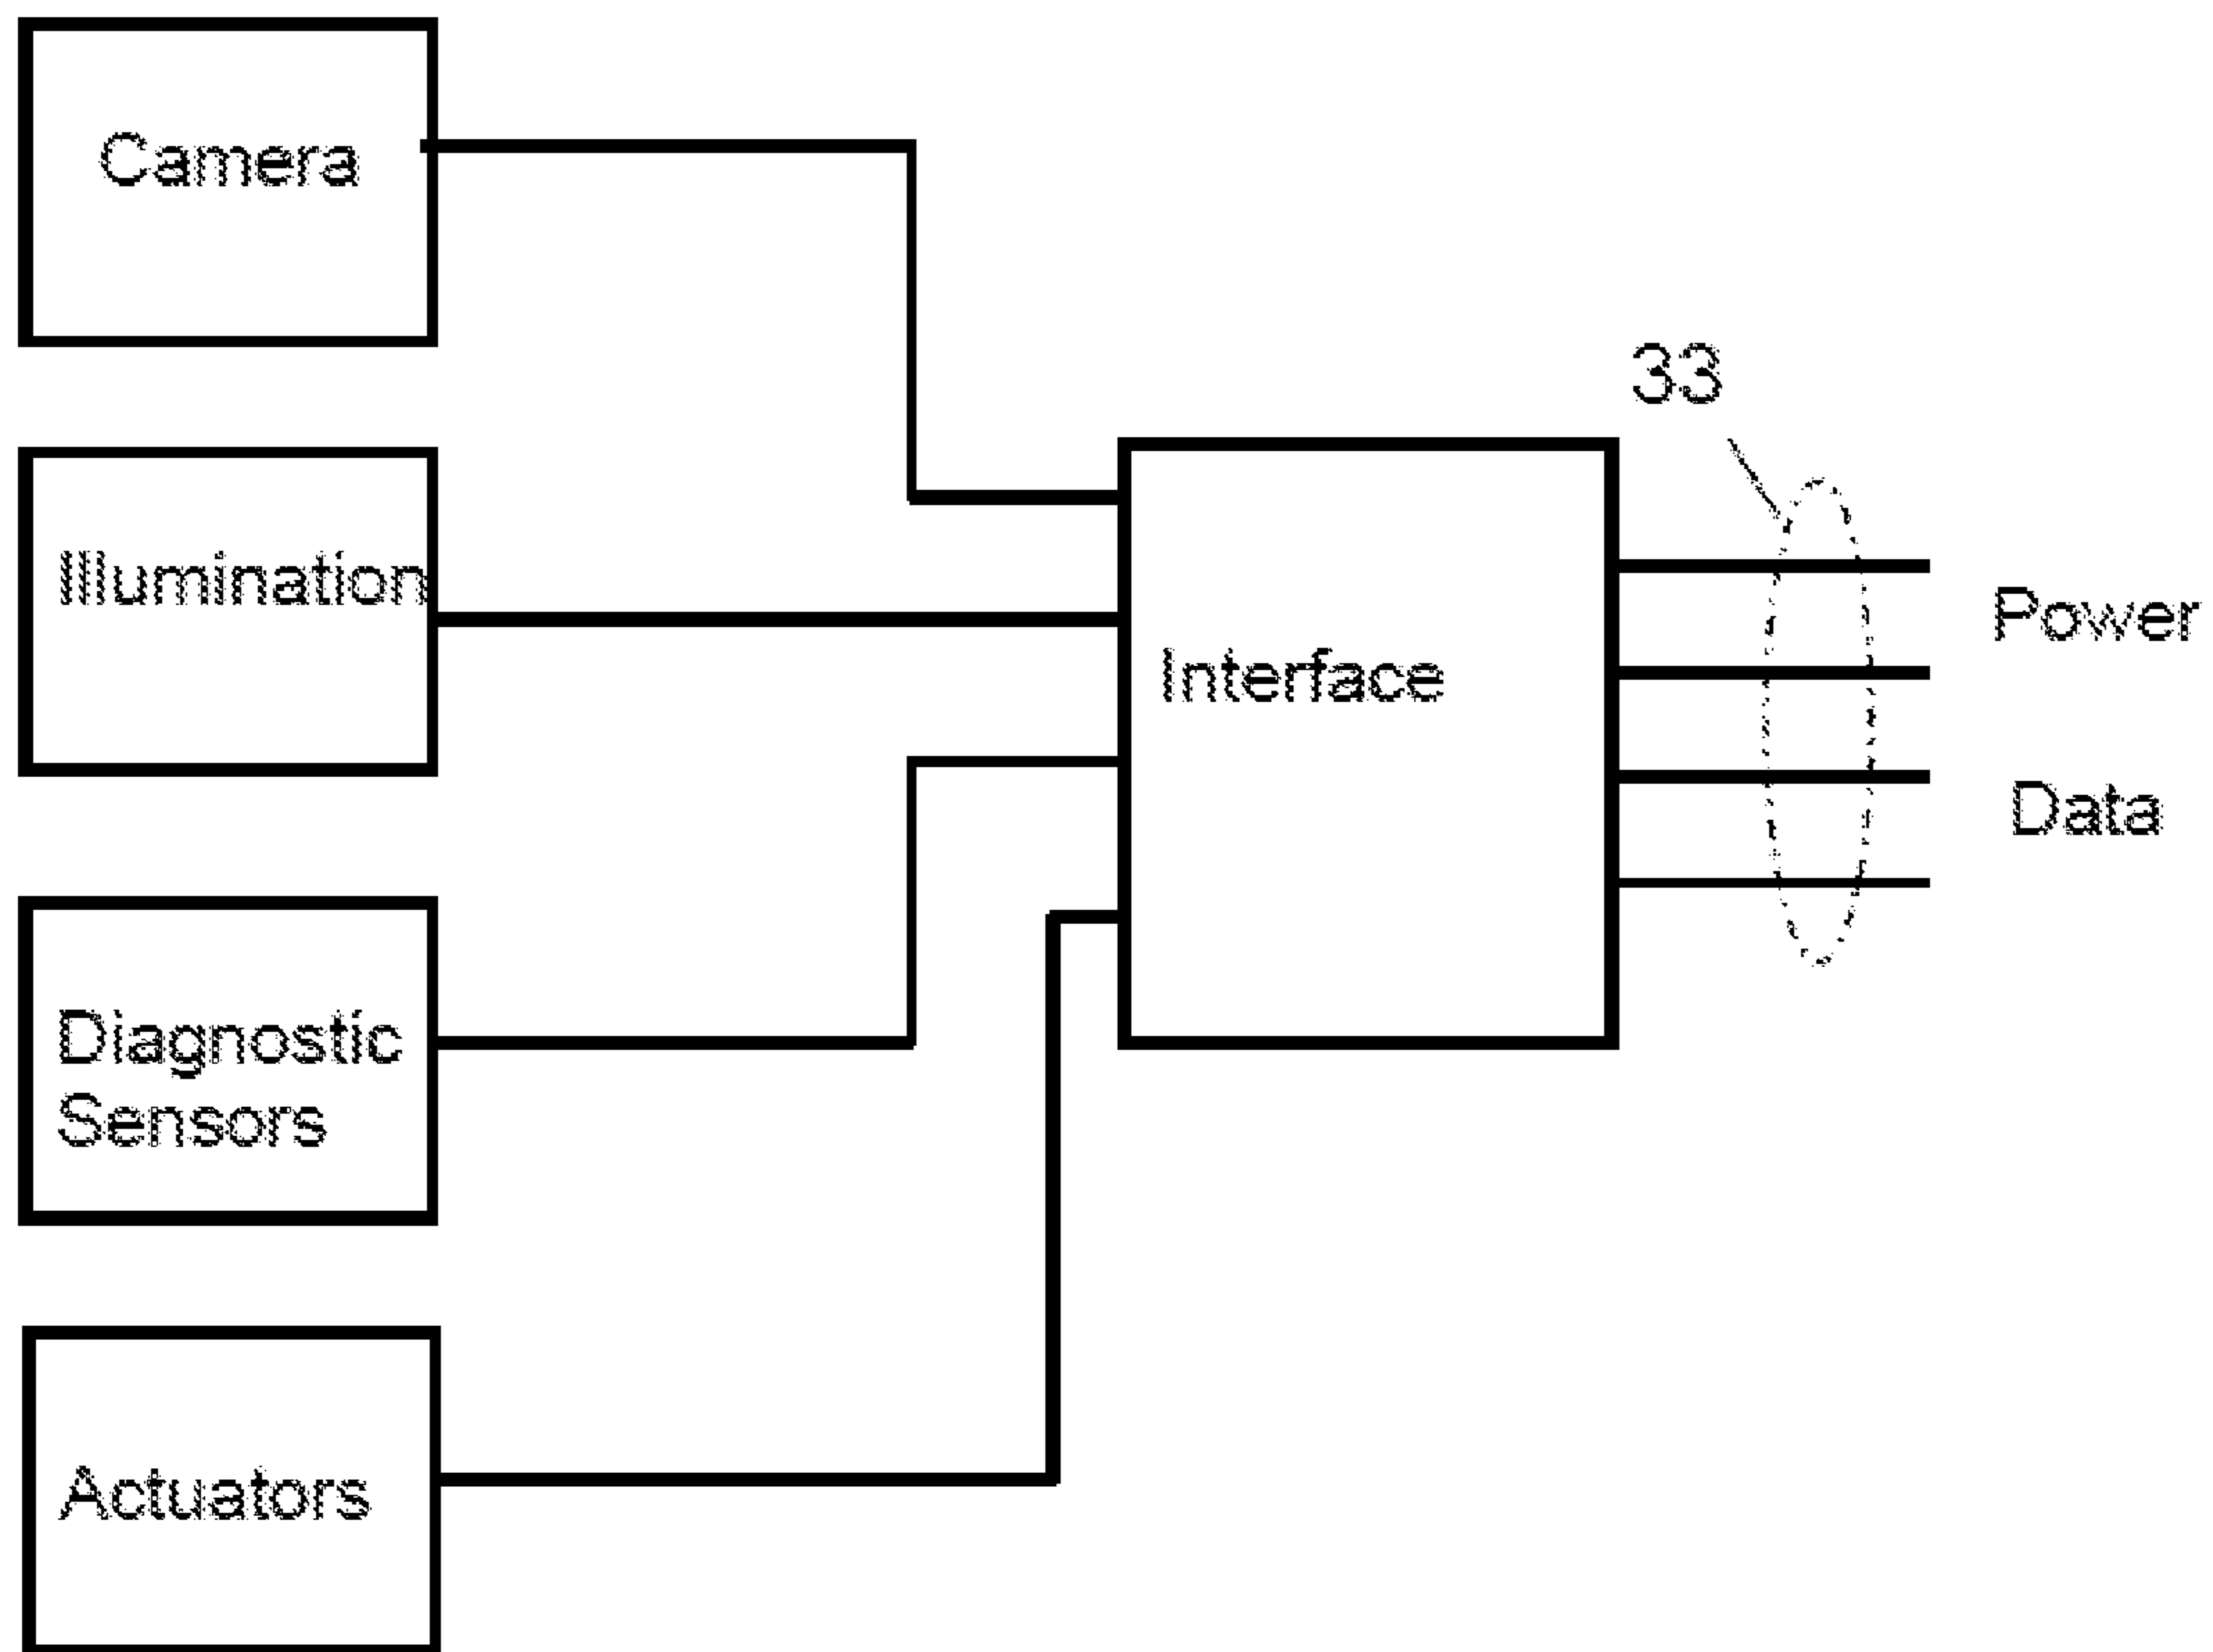 Camera
33
Illumination
Power
Interface
Data
Diagnostic
Sensors
Actuators